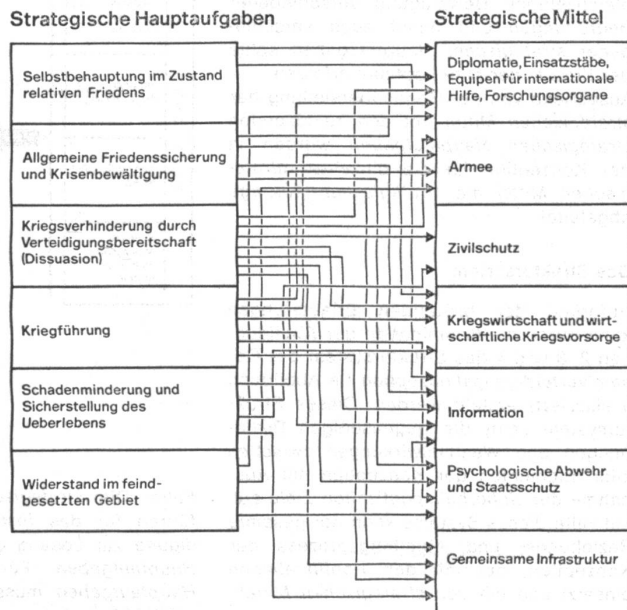 Strategische Hauptaufgaben
Selbstbehauptung im Zustand
relativen Friedens
Allgemeine Friedenssicherung
und Krisenbewältigung
Kriegsverhinderung durch
Verteidigungsbereitschaft
(Dissuasion)
Kriegführung
Schadenminderung und
Sicherstellung des
Ueberlebens
Widerstand im feind-
besetzten Gebiet
Strategische Mittel
Diplomatie, Einsatzstäbe,
Equipen für internationale
Hilfe, Forschungsorgane
Armee
Zivilschutz
Kriegswirtschaft und wirt-
schaftliche Kriegsvorsorge
Information
Psychologische Abwehr
und Staatsschutz
Gemeinsame Infrastruktur